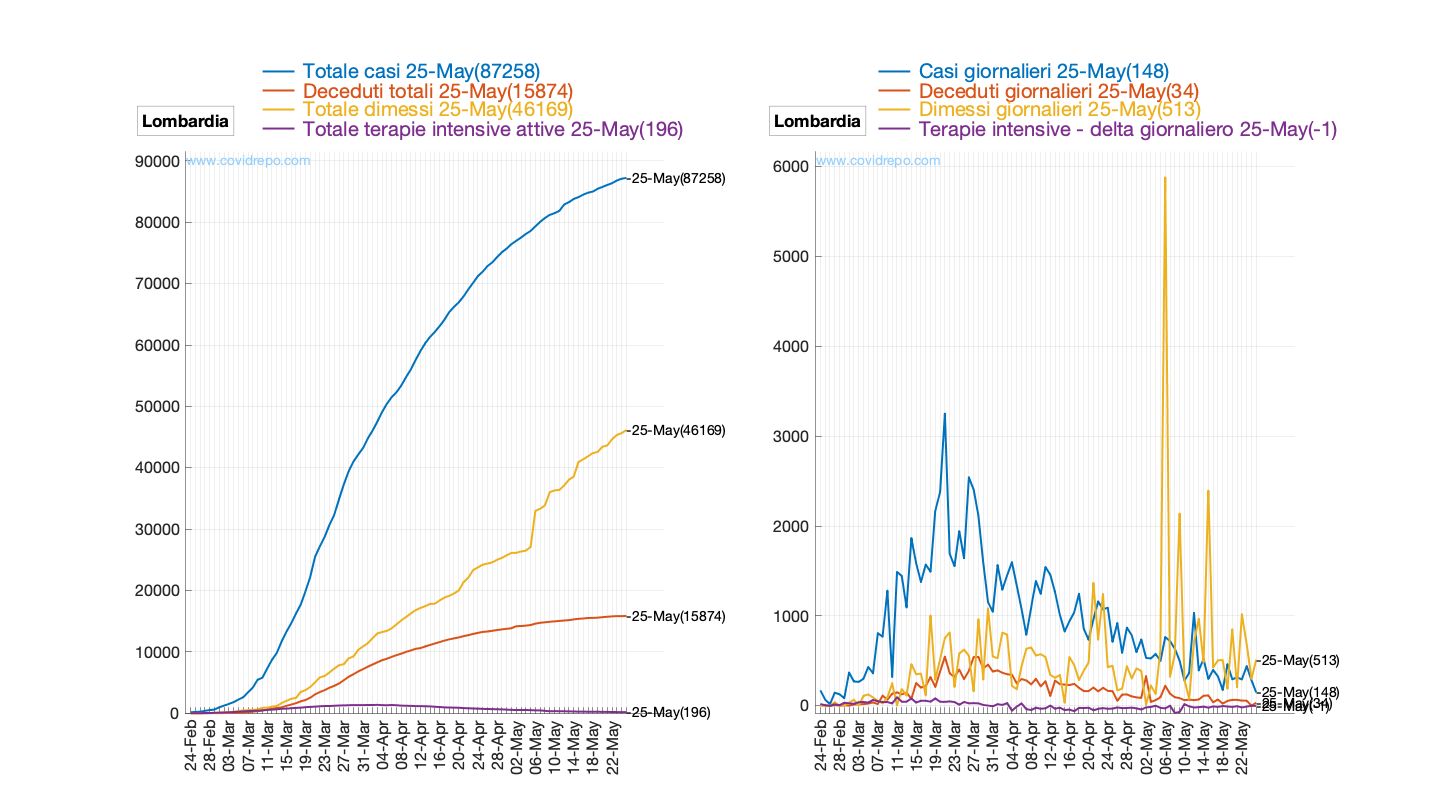 Totale casi 25-May(87258)
Deceduti totali 25-May(15874)
Totale dimessi 25-May(46169)
Totale terapie intensive attive 25-May(196)
Lombardia
www.covidrepo.com
90000
80000
70000
60000
50000
40000
30000
20000
10000
0
-25-May(87258)
-25-May(46169)
-25-May(15874)
-25-May(196)
24-Feb
28-Feb
03-Mar
07-Mar
11-Mar
15-Mar
19-Mar
23-Mar
27-Mar
31-Mar
04-Apr
08-Apr
12-Apr
16-Apr
20-Apr
24-Apr
28-Apr
02-May
06-May
10-May
14-May
18-May
22-May
Casi giornalieri 25-May(148)
Deceduti giornalieri 25-May(34)
Dimessi giornalieri 25-May(513)
Terapie intensive - delta giornaliero 25-May(-1)
Lombardia
www.covidrepo.com
6000
5000
4000
3000
2000
1000
0
-25-May(513)
-25-May(148)
-25-May(34)
-25-May(-1)
24-Feb
28-Feb
03-Mar
07-Mar
11-Mar
15-Mar
19-Mar
23-Mar
27-Mar
31-Mar
04-Apr
08-Apr
12-Apr
16-Apr
20-Apr
24-Apr
28-Apr
02-May
06-May
10-May
14-May
18-May
22-May